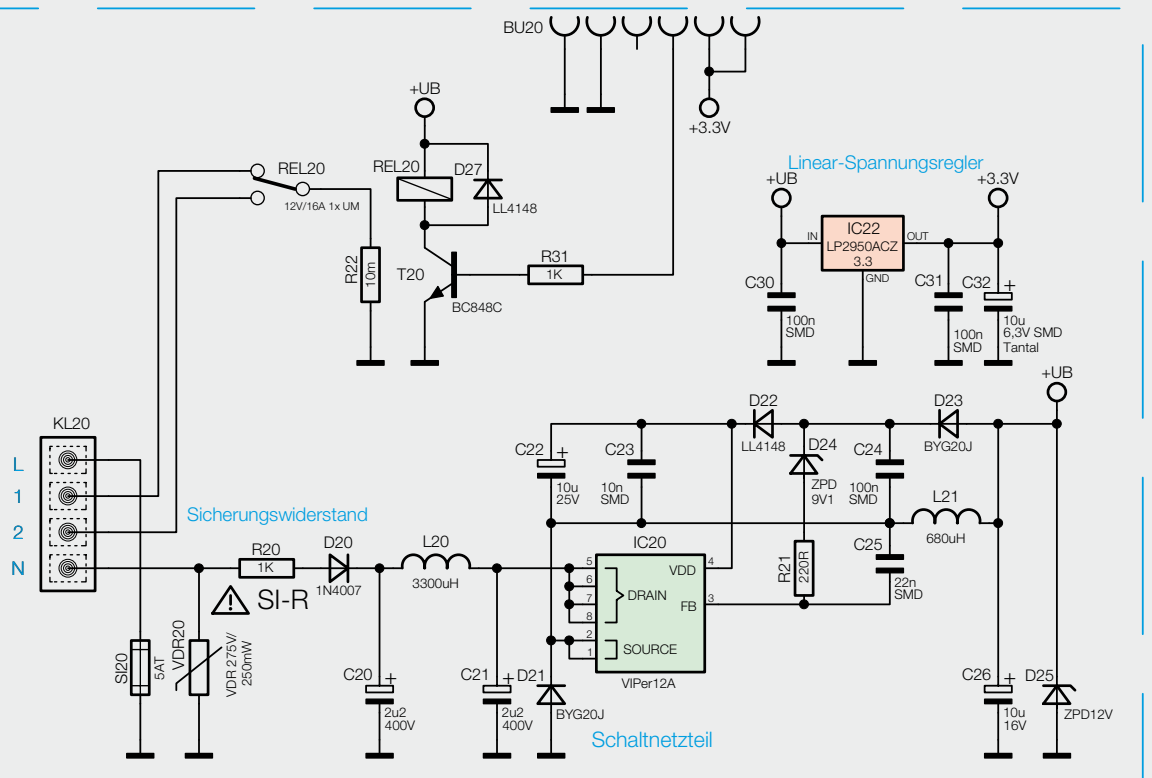 BU20
+UB
+3.3V
REL20
12V/16A 1x UM
REL20
D27
LL4148
Linear-Spannungsregler
+UB
+3.3V
IN
IC22
LP2950ACZ
3.3
OUT
GND
R22
10m
T20
BC848C
R31
1K
C30
100n
SMD
C31
100n
SMD
C32
+
10u
6,3V SMD
Tantal
+UB
KL20
L
1
2
N
Sicherungswiderstand
R20
1K
SI-R
D20
1N4007
L20
3300uH
C22
+
10u
25V
C23
10n
SMD
D22
LL4148
D24
ZPD
9V1
C24
100n
SMD
D23
BYG20J
L21
680uH
IC20
5
6
7
8
2
1
DRAIN
SOURCE
VDD
FB
4
3
VIPer12A
R21
220R
C25
22n
SMD
SI20
5AT
VDR20
VDR 275V/
250mW
C20
+
2u2
400V
C21
+
2u2
400V
D21
BYG20J
Schaltnetzteil
C26
+
10u
16V
D25
ZPD12V